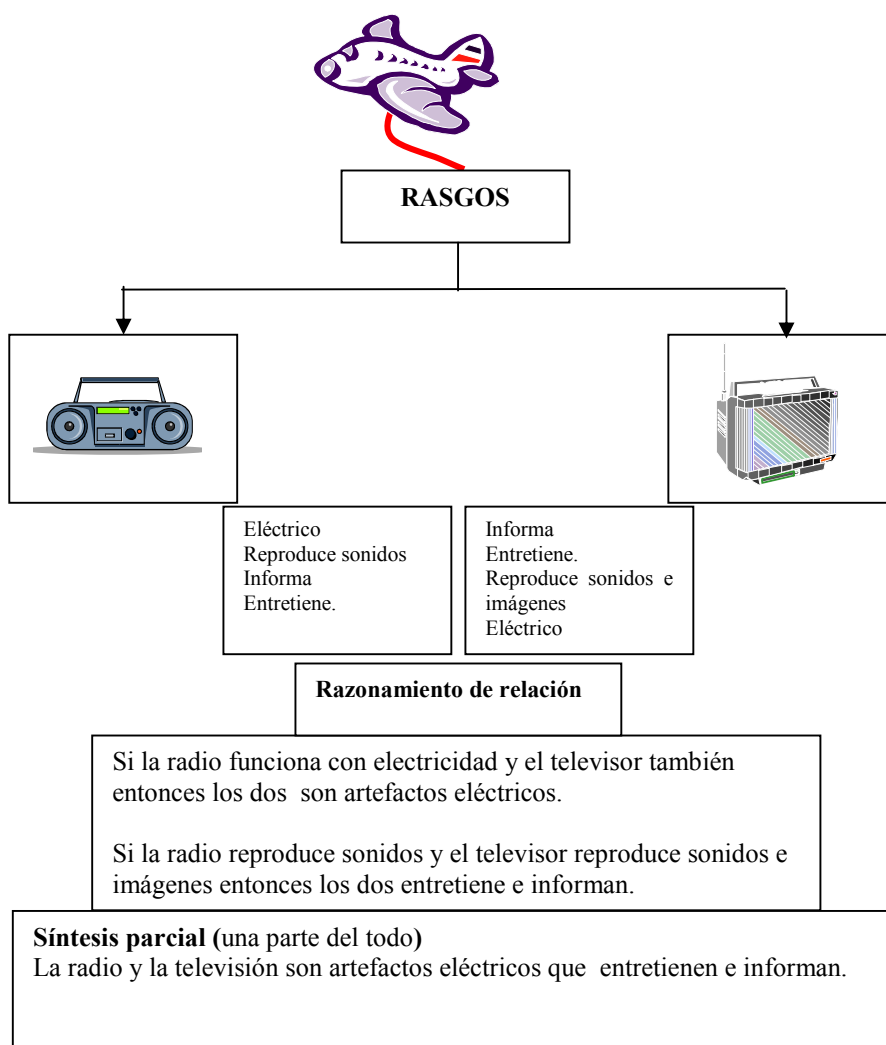 RASGOS
Eléctrico
Reproduce sonidos
Informa
Entretiene.
Informa
Entretiene.
Reproduce sonidos e
imágenes
Eléctrico
Razonamiento de relación
Si la radio funciona con electricidad y el televisor también
entonces los dos son artefactos eléctricos.
Si la radio reproduce sonidos y el televisor reproduce sonidos e
imágenes entonces los dos entretiene e informan.
Síntesis parcial (una parte del todo)
La radio y la televisión son artefactos eléctricos que entretienen e informan.